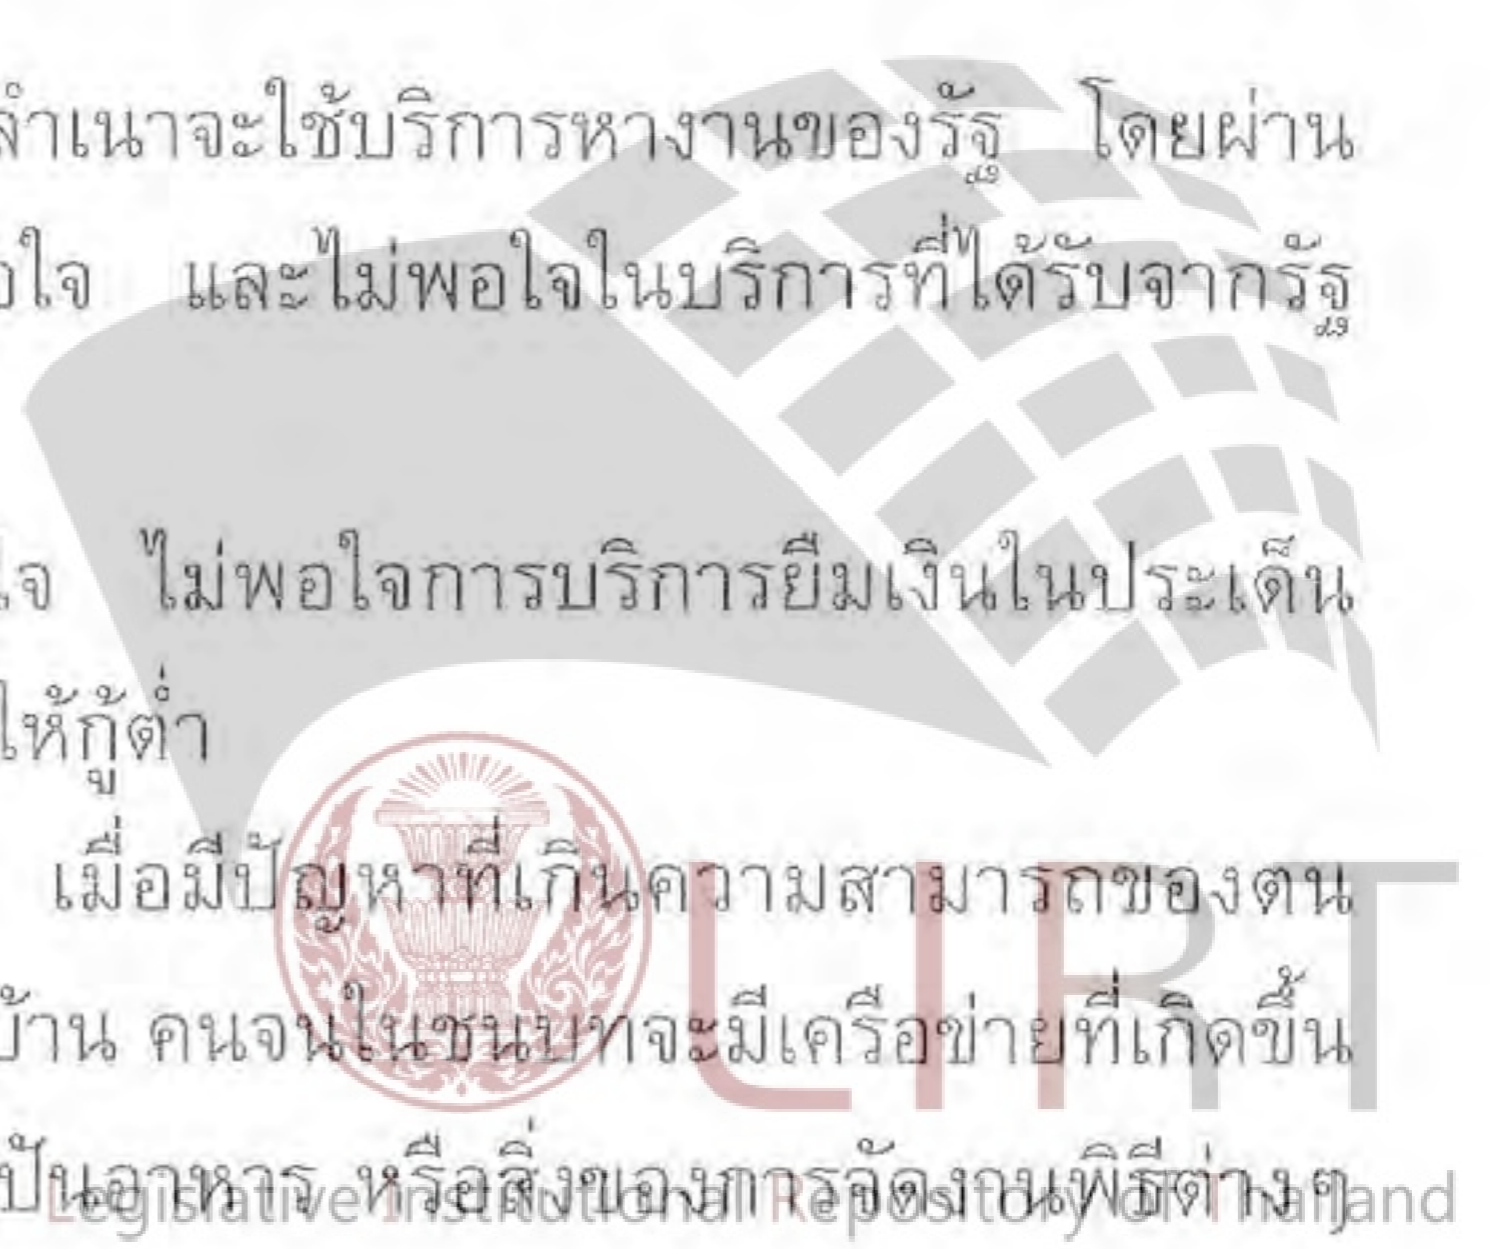 ลำเนาจะใช้บริการหางานของรัฐ โดยผ่าน
อใจ และไม่พอใจในบริการที่ได้รับจากรัฐ
ใจ ไม่พอใจการบริการยืมเงินในประเด็น
ให้กู้ต่ำ
เมื่อมีปัญหาที่เกินความสามารถของตน
LIRT
บ้าน คนจนในชนบทจะมีเครือข่ายที่เกิดขึ้น
ป็นอาหาร หรือสิ่งของการจัดงานพิธีต่างๆ
Legislative Institutional Repository of Thailand